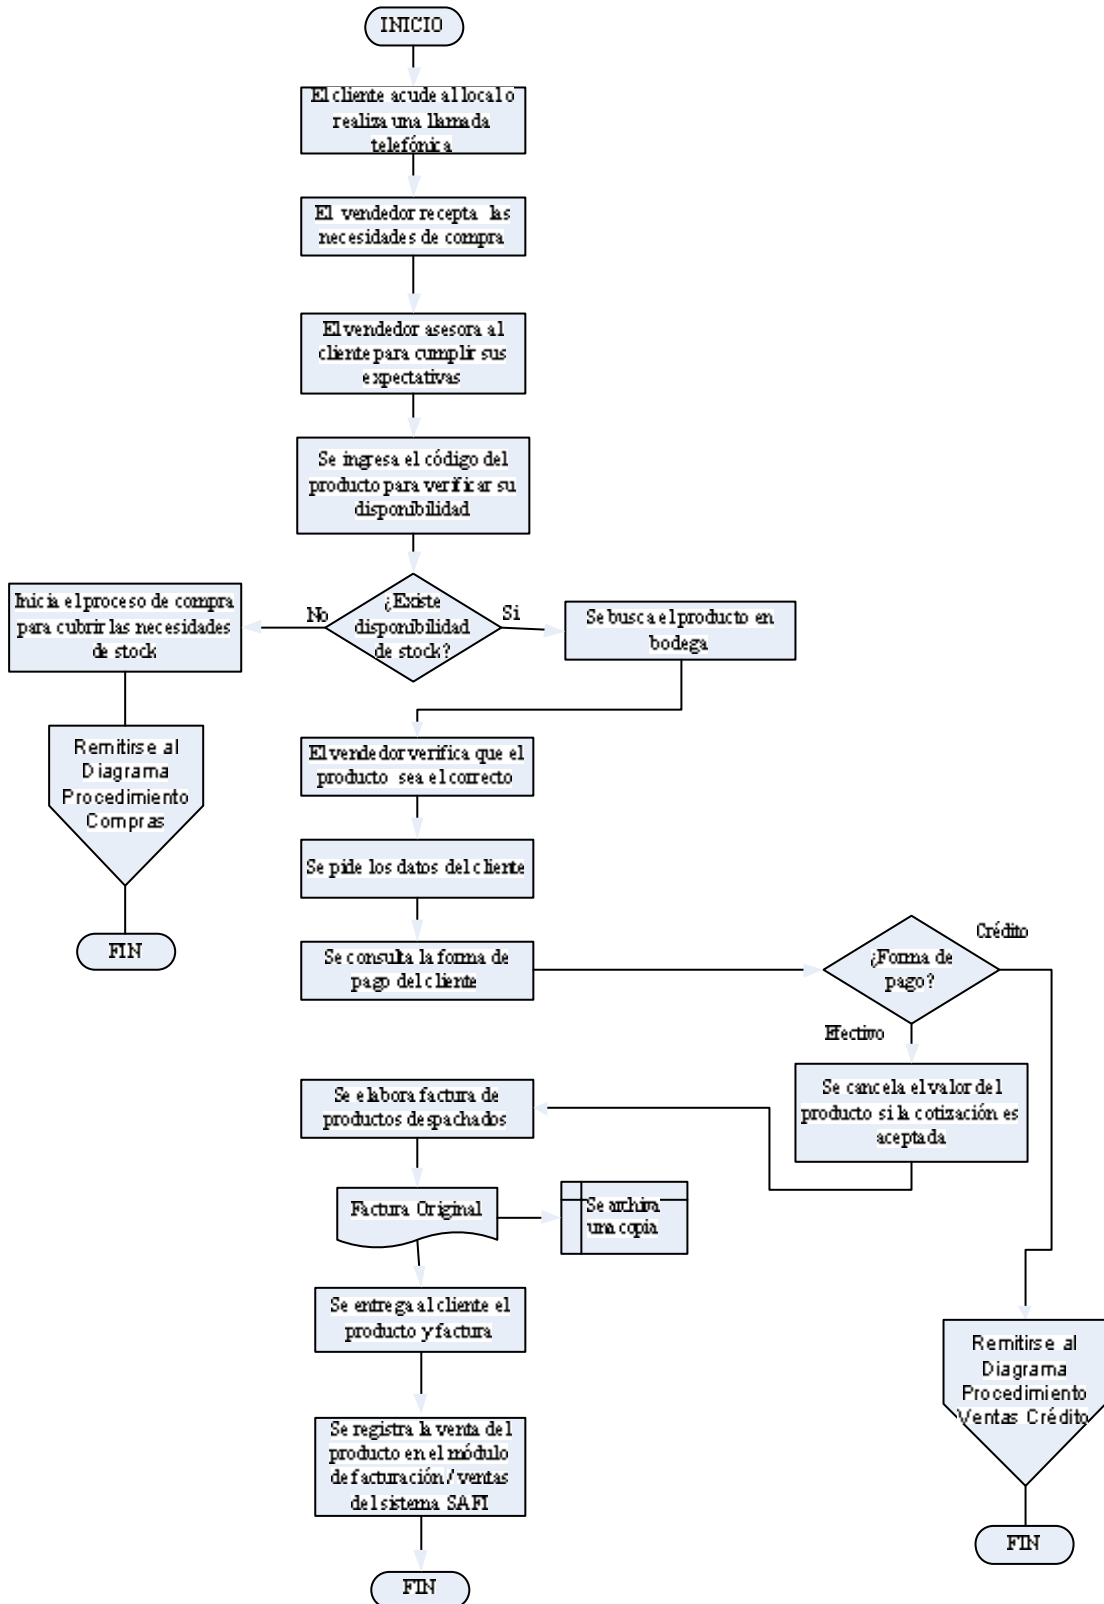 INICIO
El cliente acude al local o
realiza una llamada
telefónica
El vendedor recepta las
necesidades de compra
El vendedor asesora al
cliente para cumplir sus
expectativas
Se ingresa el código del
producto para verificar su
disponibilidad
¿Existe
disponibilidad
de stock?
No
Si
Inicia el proceso de compra
para cubrir las necesidades
de stock
Remitirse al
Diagrama
Procedimiento
Compras
FIN
Se busca el producto en
bodega
El vendedor verifica que el
producto sea el correcto
Se pide los datos del cliente
Se consulta la forma de
pago del cliente
¿Forma de
pago?
Crédito
Efectivo
Se cancela el valor del
producto si la cotización es
aceptada
Se elabora factura de
productos despachados
Factura Original
Se archiva
una copia
Se entrega al cliente el
producto y factura
Se registra la venta del
producto en el módulo
de facturación / ventas
del sistema SAFI
FIN
Remitirse al
Diagrama
Procedimiento
Ventas Crédito
FIN